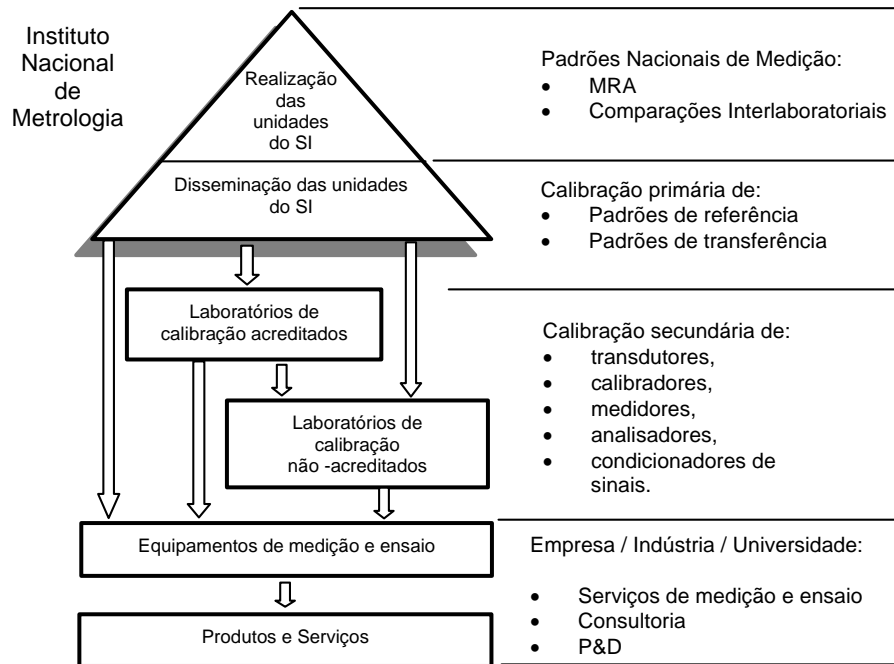 Instituto
Nacional
de
Metrologia
Realização
das
unidades
do SI
Padrões Nacionais de Medição:
• MRA
• Comparações Interlaboratoriais
Disseminação das unidades
do SI
Calibração primária de:
• Padrões de referência
• Padrões de transferência
Laboratórios de
calibração acreditados
Laboratórios de
calibração
não -acreditados
Calibração secundária de:
• transdutores,
• calibradores,
• medidores,
• analisadores,
• condicionadores de
sinais.
Equipamentos de medição e ensaio
Produtos e Serviços
Empresa / Indústria / Universidade:
• Serviços de medição e ensaio
• Consultoria
• P&D